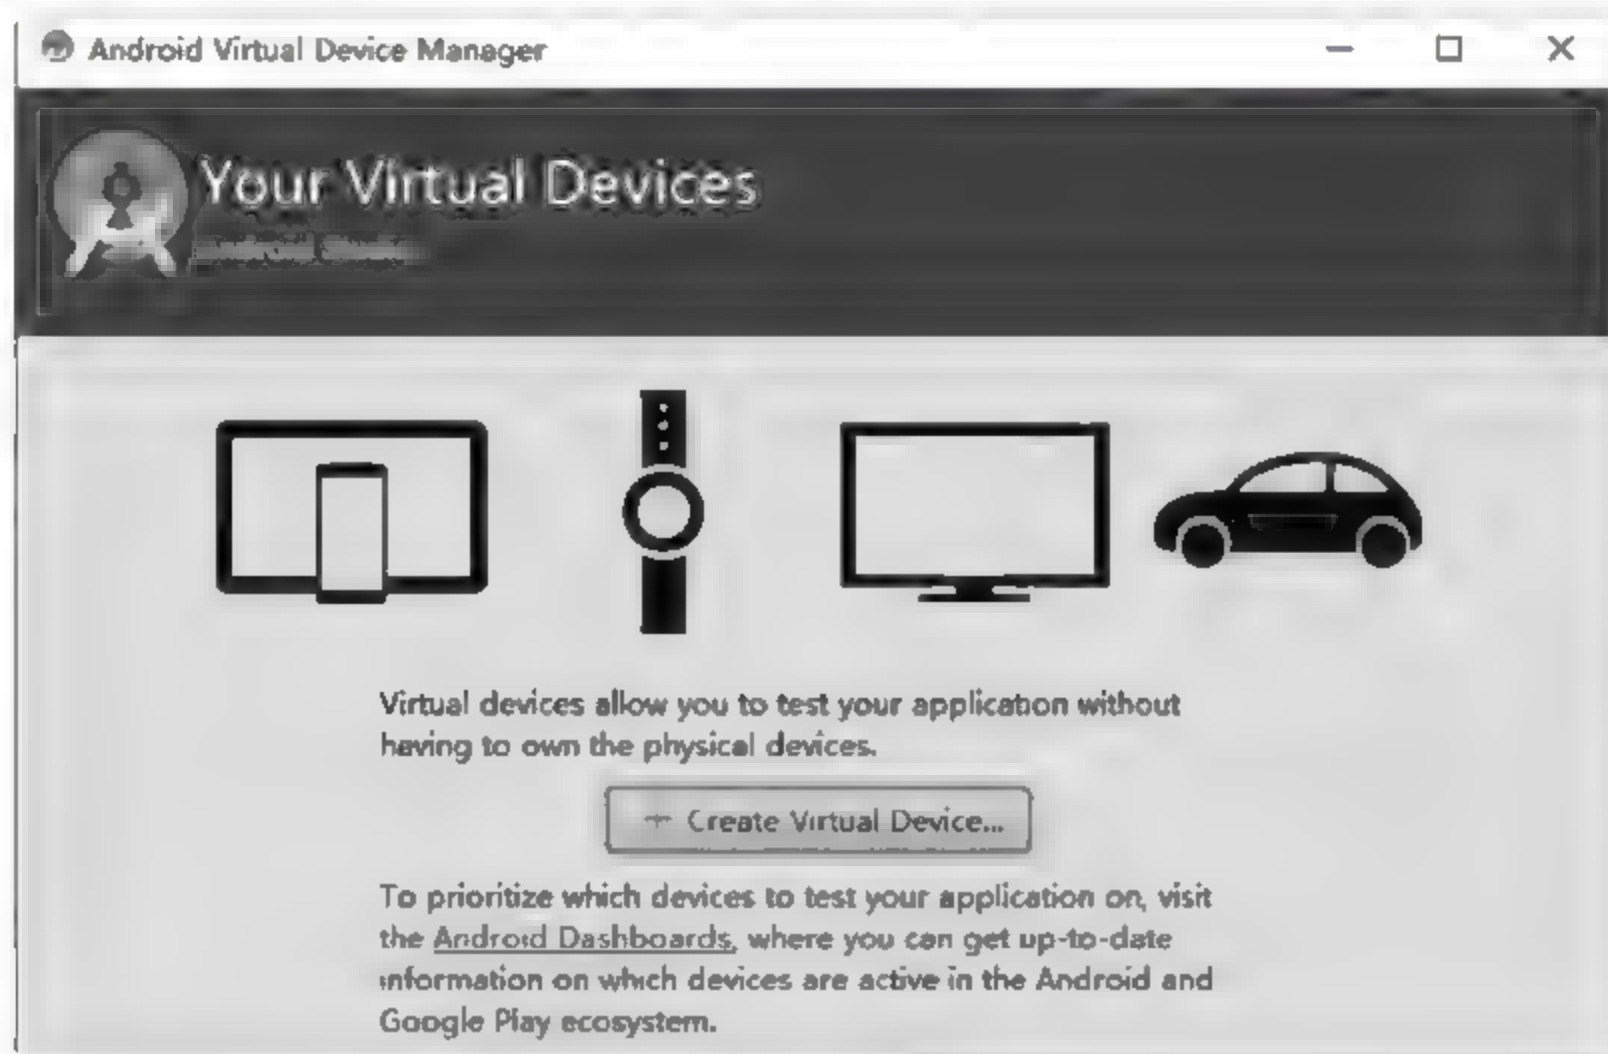 Android Virtual Device Manager
Your Virtual Devices
Virtual devices allow you to test your application without
having to own the physical devices.
+ Create Virtual Device...
To prioritize which devices to test your application on, visit
the Android Dashboards, where you can get up-to-date
information on which devices are active in the Android and
Google Play ecosystem.